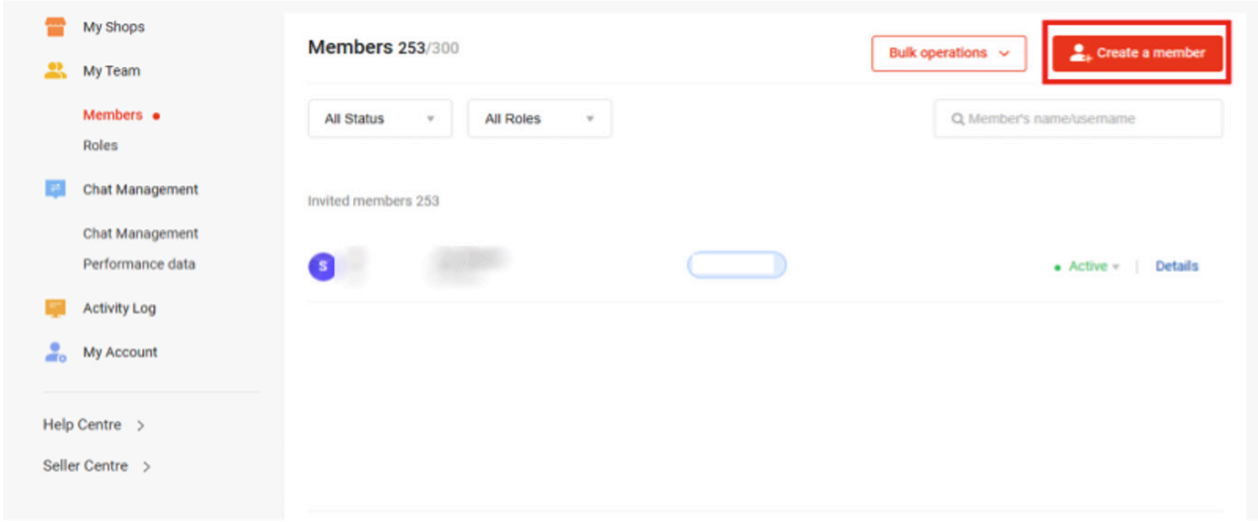 My Shops
My Team
Members
Roles
Chat Management
Chat Management
Performance data
Activity Log
My Account
Help Centre >
Seller Centre >
Members 253/300
Bulk operations
Create a member
All Status
All Roles
Member's name/username
Invited members 253
S
Active
Details